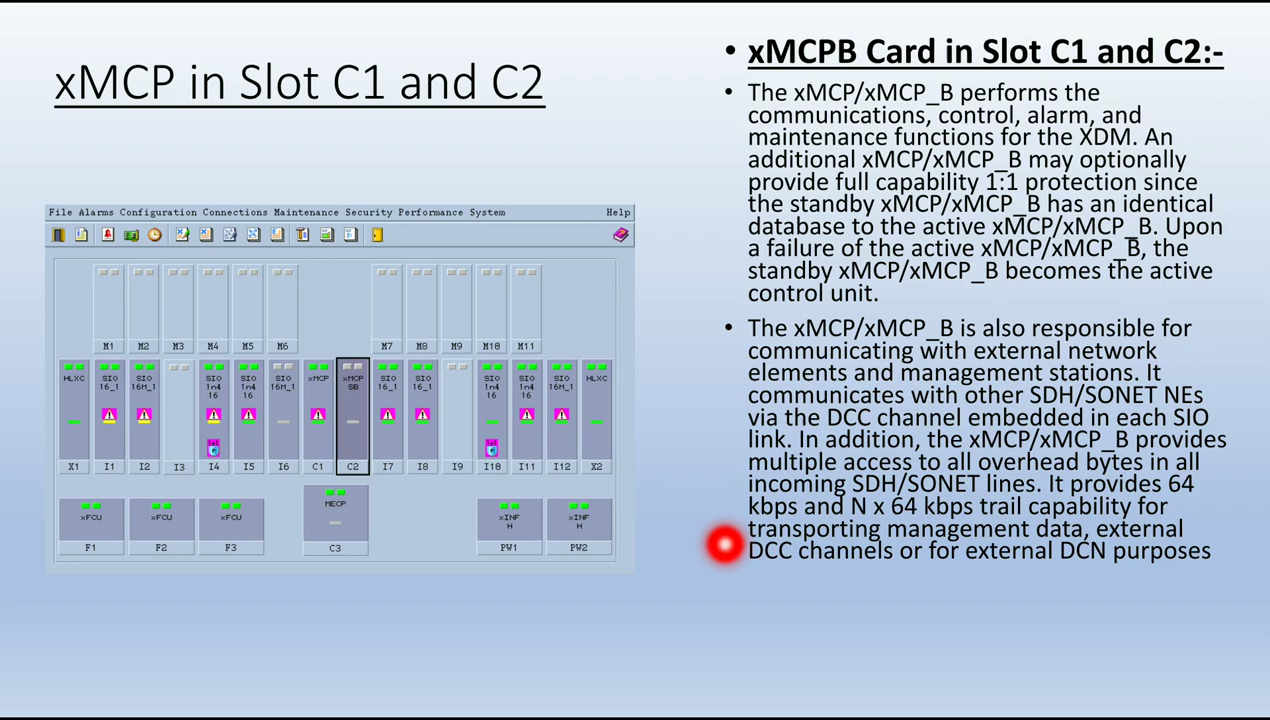 xMCP in Slot C1 and C2
File Alarms Configuration Connections Maintenance Security Performance System Help
M1 M2 M3 M4 M5 M6 M7 M8 M9 M10 M11
HLXC
SIO 16_1
SIO 16M_1
SIO 1n4 16
SIO 16_1
SIO 16M_1
xMCP
xMCP SB
SIO 16_1
SIO 16_1
SIO 1n4 16
SIO 1n4 16
SIO 16M_1
HLXC
X1 I1 I2 I3 I4 I5 I6 C1 C2 I7 I8 I9 I10 I11 I12 X2
xFCU xFCU xFCU MECP xINF H xINF H
F1 F2 F3 C3 PW1 PW2
• xMCPB Card in Slot C1 and C2:-
• The xMCP/xMCP_B performs the
communications, control, alarm, and
maintenance functions for the XDM. An
additional xMCP/xMCP_B may optionally
provide full capability 1:1 protection since
the standby xMCP/xMCP_B has an identical
database to the active xMCP/xMCP_B. Upon
a failure of the active xMCP/xMCP_B, the
standby xMCP/xMCP_B becomes the active
control unit.
• The xMCP/xMCP_B is also responsible for
communicating with external network
elements and management stations. It
communicates with other SDH/SONET NEs
via the DCC channel embedded in each SIO
link. In addition, the xMCP/xMCP_B provides
multiple access to all overhead bytes in all
incoming SDH/SONET lines. It provides 64
kbps and N x 64 kbps trail capability for
transporting management data, external
DCC channels or for external DCN purposes